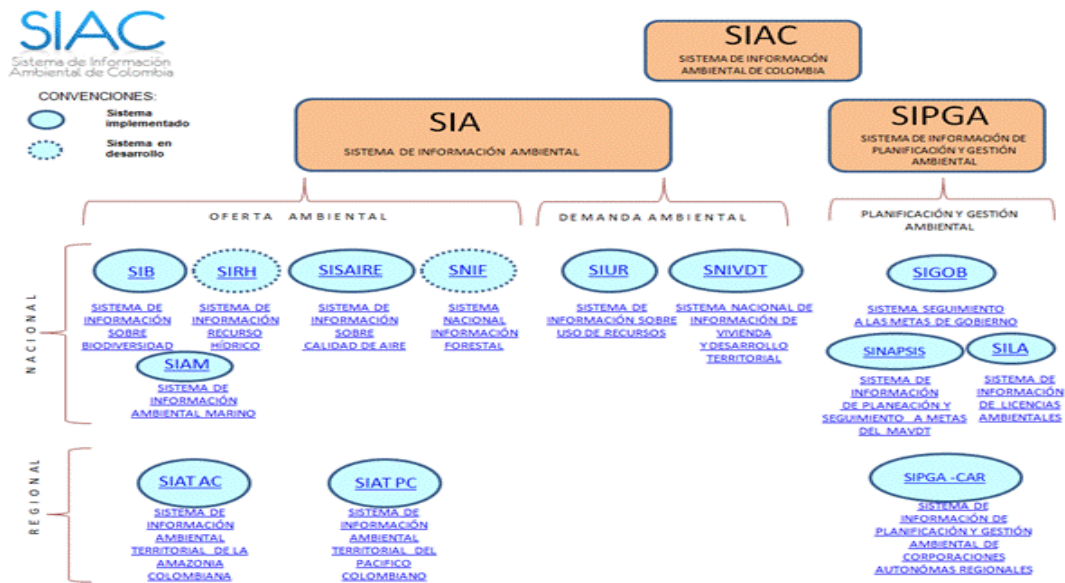 SIAC
Sistema de Información
Ambiental de Colombia
CONVENCIONES:
Sistema
implementado
Sistema en
desarrollo
SIAC
SISTEMA DE INFORMACIÓN
AMBIENTAL DE COLOMBIA
SIA
SISTEMA DE INFORMACIÓN AMBIENTAL
SIPGA
SISTEMA DE INFORMACIÓN DE
PLANIFICACIÓN Y GESTIÓN
AMBIENTAL
OFERTA AMBIENTAL
DEMANDA AMBIENTAL
PLANIFICACIÓN Y GESTIÓN
AMBIENTAL
NACIONAL
SIB
SISTEMA DE
INFORMACIÓN
SOBRE
BIODIVERSIDAD
SIRH
SISTEMA DE
INFORMACIÓN
RECURSO
HÍDRICO
SISAIRE
SISTEMA DE
INFORMACIÓN
SOBRE
CALIDAD DE AIRE
SNIF
SISTEMA
NACIONAL
INFORMACIÓN
FORESTAL
SIUR
SISTEMA DE
INFORMACIÓN SOBRE
USO DE RECURSOS
SNIVDT
SISTEMA NACIONAL DE
INFORMACIÓN DE
VIVIENDA
Y DESARROLLO
TERRITORIAL
SIGOB
SISTEMA SEGUIMIENTO
A LAS METAS DE GOBIERNO
SIAM
SISTEMA DE
INFORMACIÓN
AMBIENTAL MARINO
SINAPSIS
SISTEMA DE
INFORMACIÓN
DE PLANEACIÓN Y
SEGUIMIENTO A METAS
DEL MAVDT
SILA
SISTEMA DE
INFORMACIÓN
DE LICENCIAS
AMBIENTALES
REGIONAL
SIAT AC
SISTEMA DE
INFORMACIÓN
AMBIENTAL
TERRITORIAL DE LA
AMAZONIA
COLOMBIANA
SIAT PC
SISTEMA DE
INFORMACIÓN
AMBIENTAL
TERRITORIAL DEL
PACIFICO
COLOMBIANO
SIPGA -CAR
SISTEMA DE
INFORMACIÓN DE
PLANIFICACIÓN Y GESTIÓN
AMBIENTAL DE
CORPORACIONES
AUTONÓMAS REGIONALES